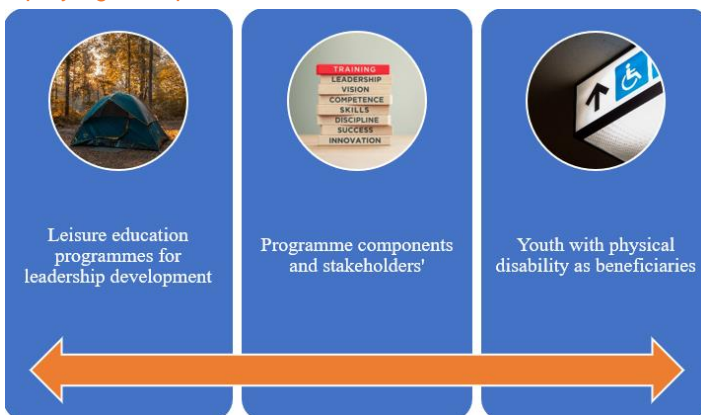 TRAINING
LEADERSHIP
VISION
COMPETENCE
SKILLS
DISCIPLINE
SUCCESS
INNOVATION
Leisure education
programmes for
leadership development
Programme components
and stakeholders'
Youth with physical
disability as beneficiaries